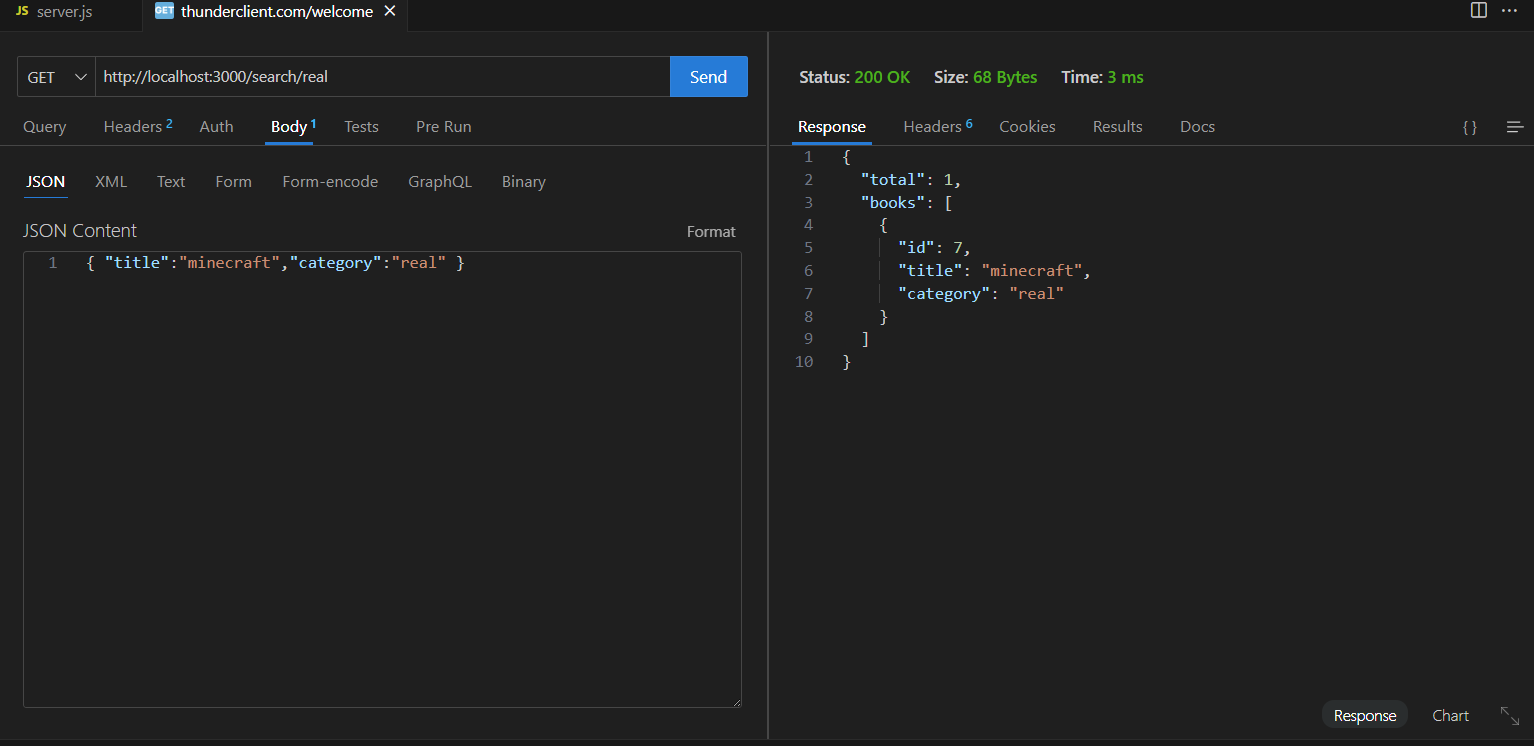 JS server.js
GET thunderclient.com/welcome
GET http://localhost:3000/search/real Send
Query Headers 2 Auth Body 1 Tests Pre Run
JSON XML Text Form Form-encode GraphQL Binary
JSON Content Format
1 { "title":"minecraft","category":"real" }
Status: 200 OK Size: 68 Bytes Time: 3 ms
Response Headers 6 Cookies Results Docs { }
1 {
2 "total": 1,
3 "books": [
4 {
5 "id": 7,
6 "title": "minecraft",
7 "category": "real"
8 }
9 ]
10 }
Response Chart